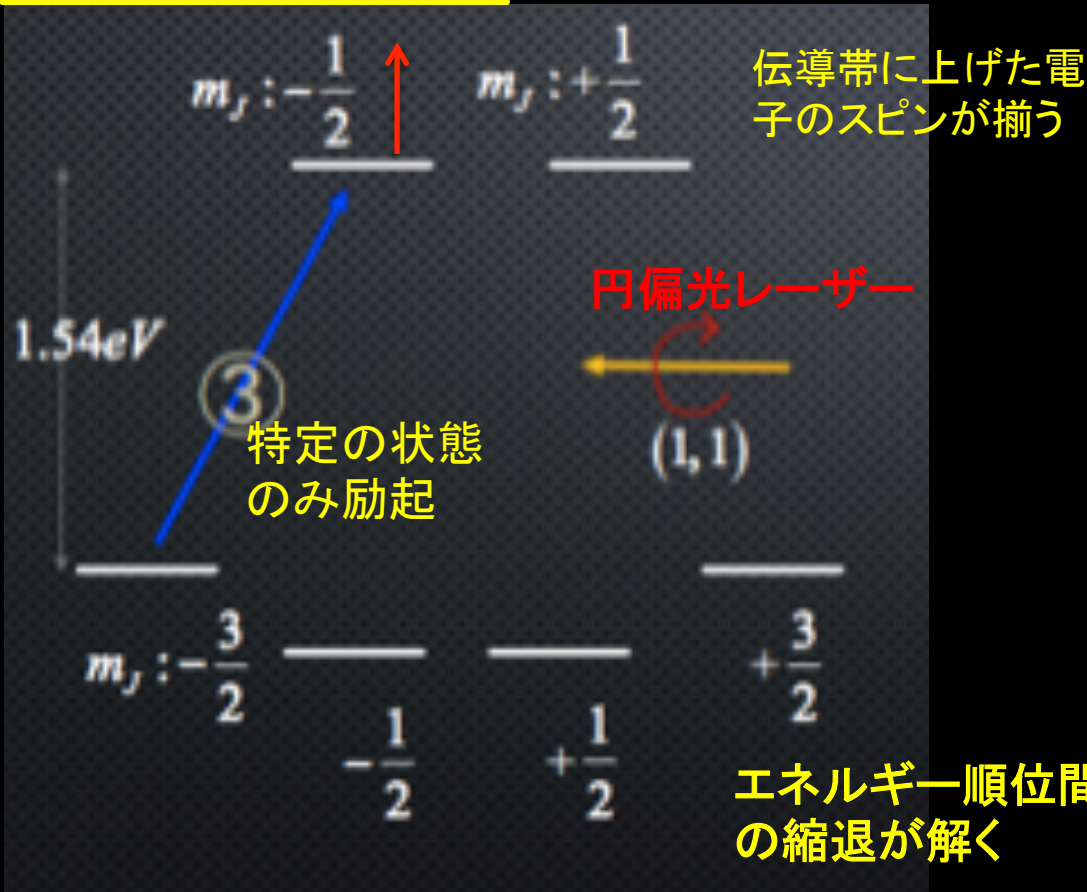 m_J : -1/2
m_J : +1/2
伝導帯に上げた電
子のスピンが揃う
円偏光レーザー
1.54eV
③
特定の状態
のみ励起
(1,1)
m_J : -3/2
-1/2
+1/2
+3/2
エネルギー順位間
の縮退が解く